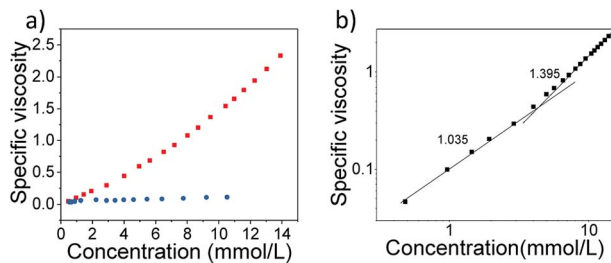 a)
b)
Specific viscosity
2.5
2.0
1.5
1.0
0.5
0.0
0 2 4 6 8 10 12 14
Concentration (mmol/L)
Specific viscosity
1
0.1
1.395
1.035
1 10
Concentration(mmol/L)